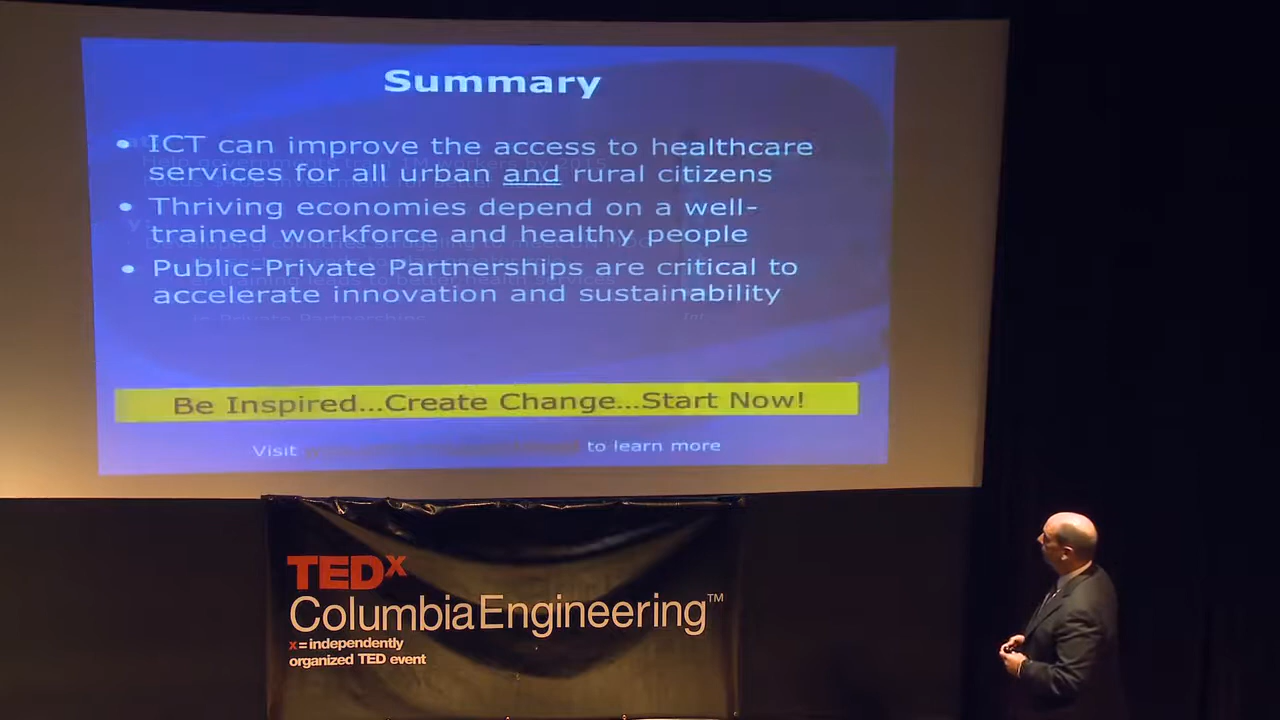 Summary
• ICT can improve the access to healthcare
services for all urban and rural citizens
• Thriving economies depend on a well-
trained workforce and healthy people
• Public-Private Partnerships are critical to
accelerate innovation and sustainability
Be Inspired...Create Change...Start Now!
Visit to learn more
TEDx
ColumbiaEngineering™
x = independently
organized TED event